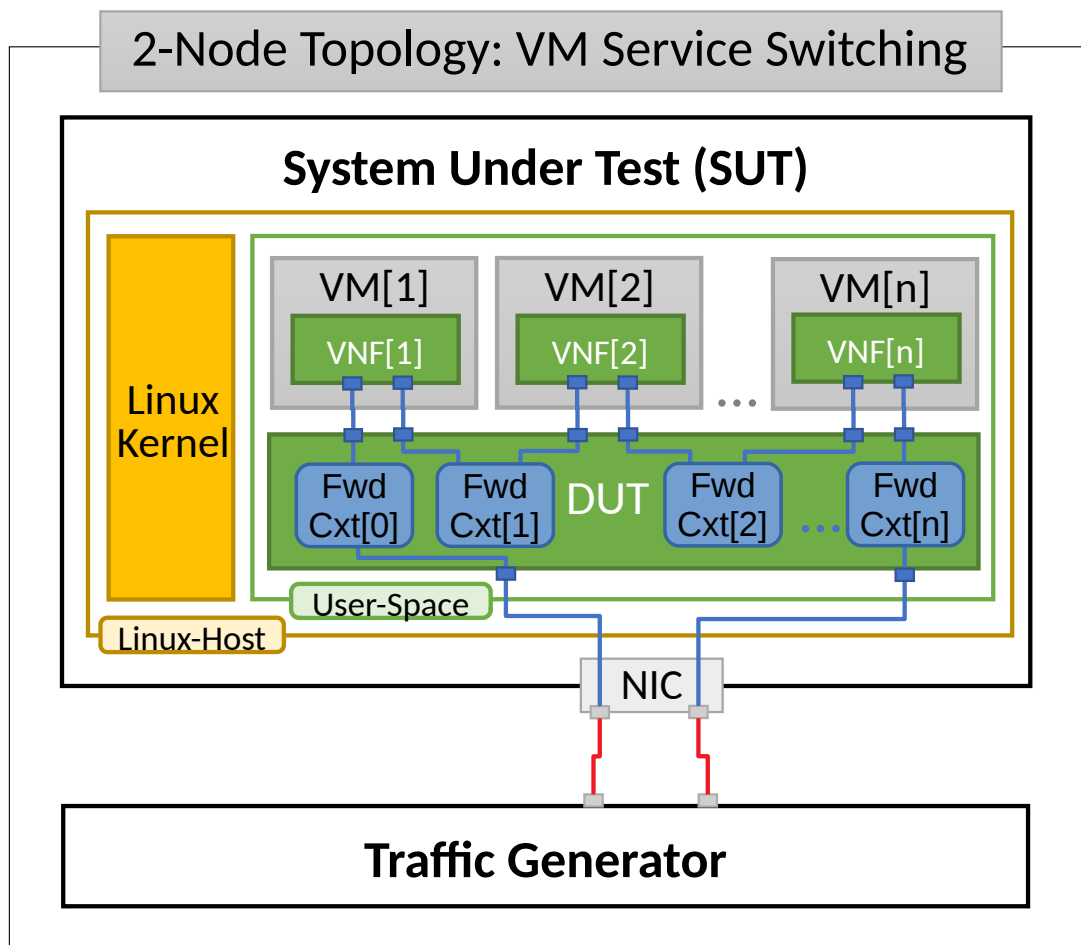 2-Node Topology: VM Service Switching
System Under Test (SUT)
Linux
Kernel
VM[1]
VNF[1]
VM[2]
VNF[2]
...
VM[n]
VNF[n]
Fwd
Cxt[0]
Fwd
Cxt[1]
DUT
Fwd
Cxt[2]
...
Fwd
Cxt[n]
User-Space
Linux-Host
NIC
Traffic Generator